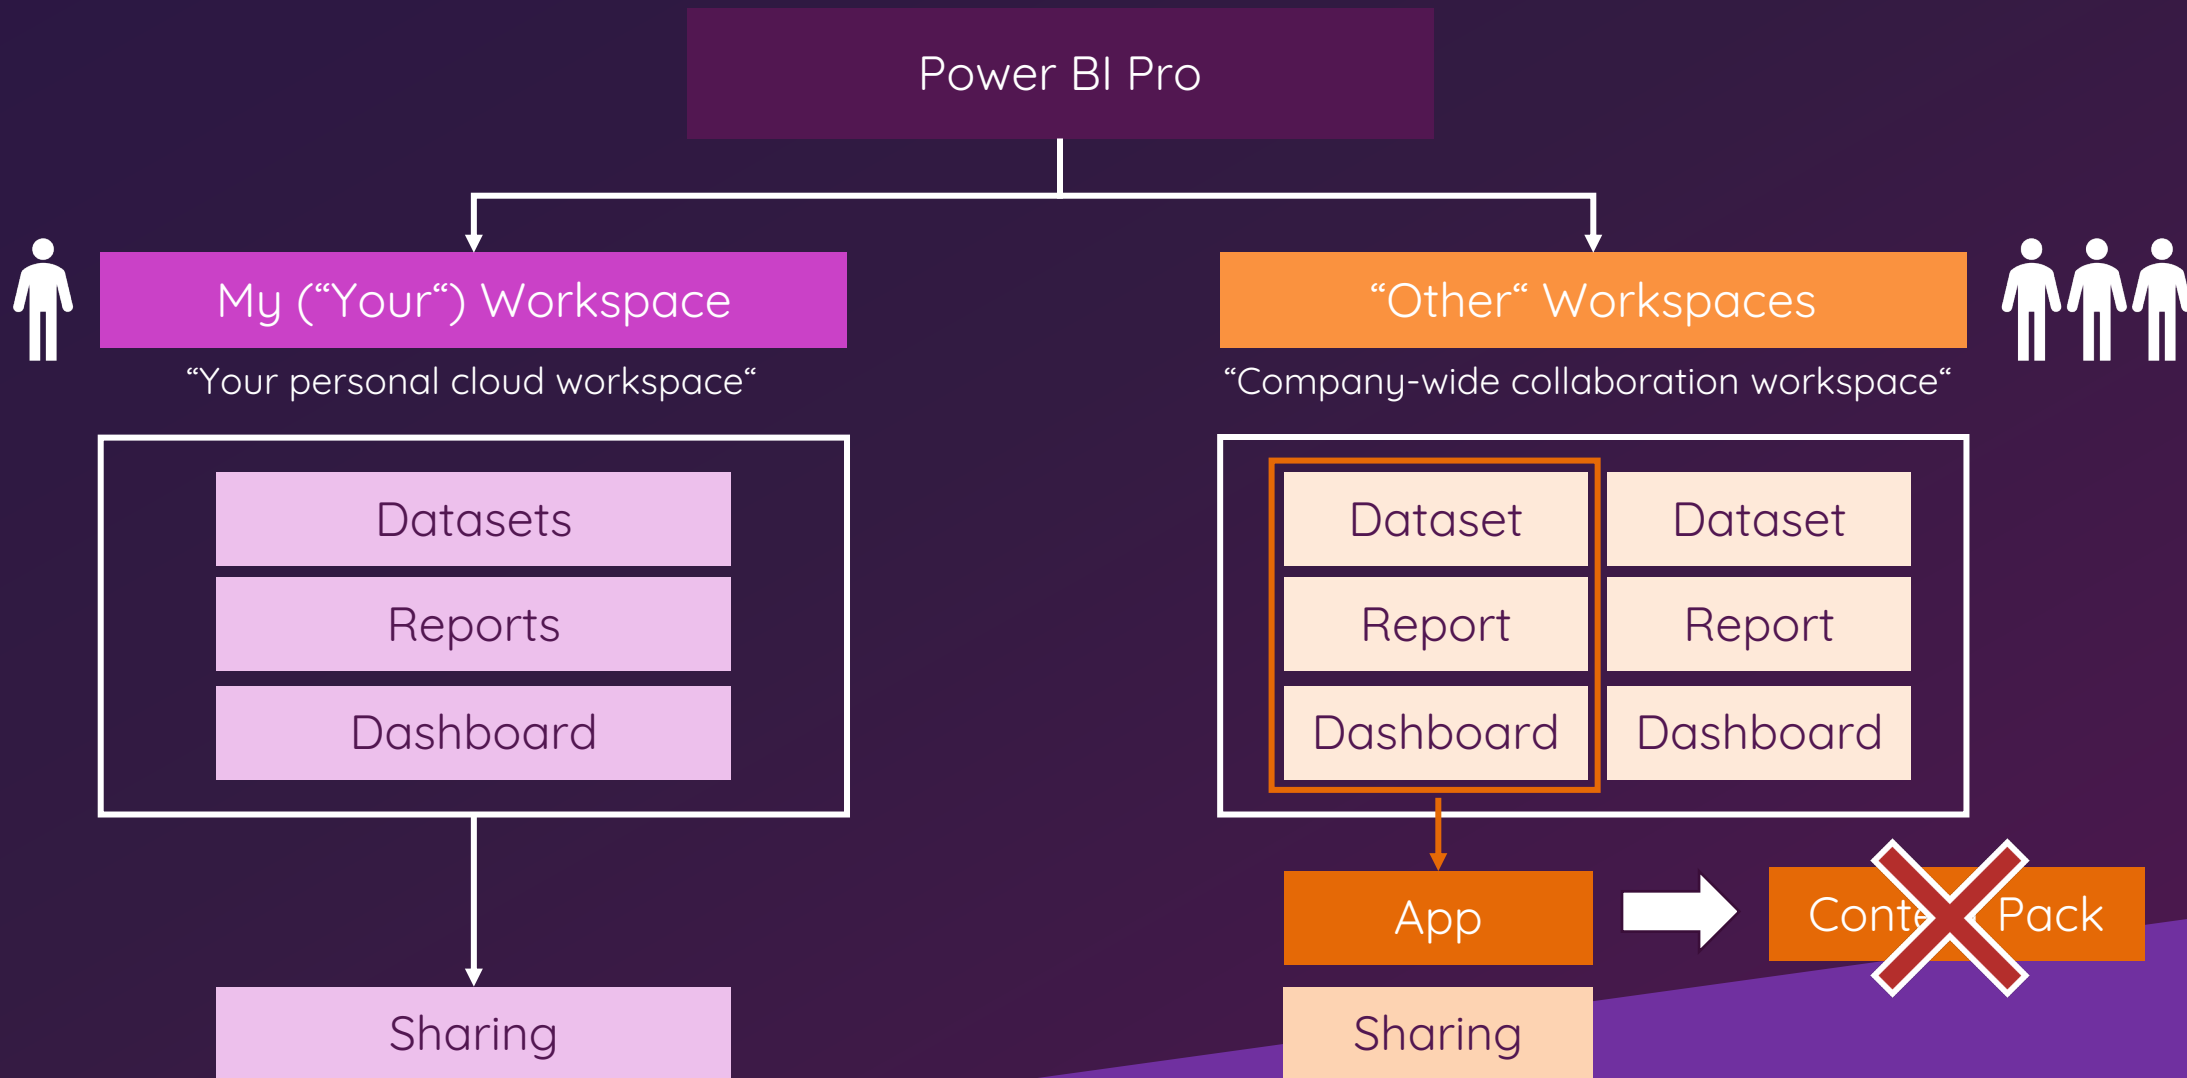 Power BI Pro
My (“Your“) Workspace
“Other“ Workspaces
“Your personal cloud workspace“
“Company-wide collaboration workspace“
Datasets
Reports
Dashboard
Dataset
Dataset
Report
Report
Dashboard
Dashboard
App
Pack
Sharing
Sharing